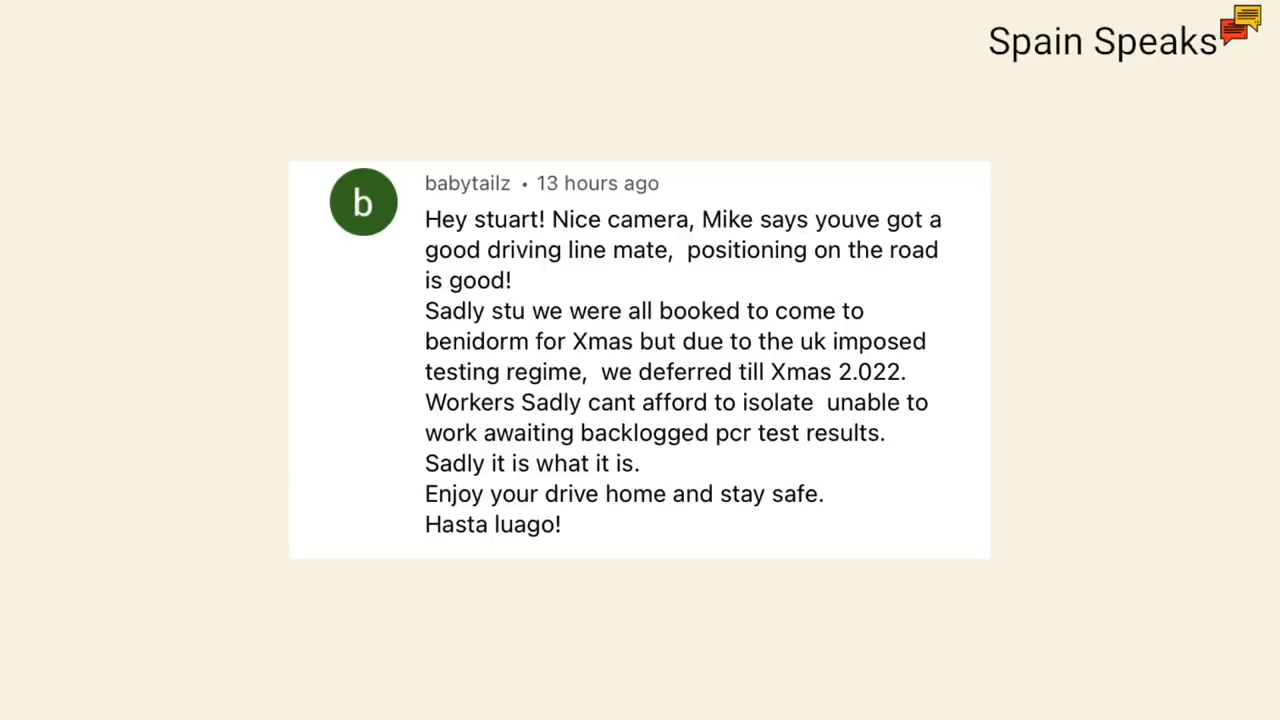 Spain Speaks
b
babytailz • 13 hours ago
Hey stuart! Nice camera, Mike says youve got a
good driving line mate,  positioning on the road
is good!
Sadly stu we were all booked to come to
benidorm for Xmas but due to the uk imposed
testing regime,  we deferred till Xmas 2.022.
Workers Sadly cant afford to isolate  unable to
work awaiting backlogged pcr test results.
Sadly it is what it is.
Enjoy your drive home and stay safe.
Hasta luago!